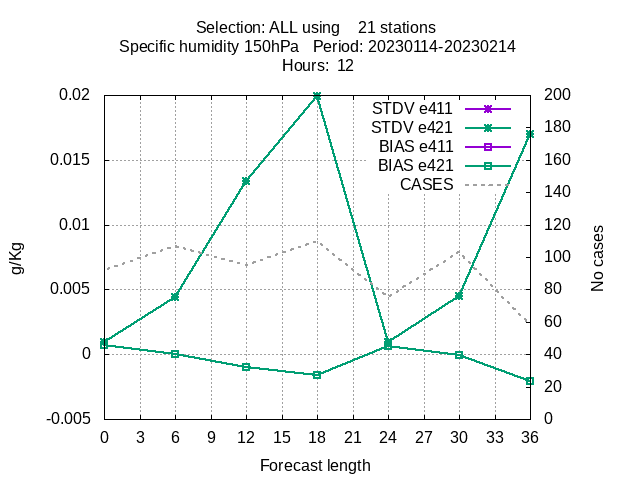 Selection: ALL using    21 stations
Specific humidity 150hPa   Period: 20230114-20230214
Hours:  12
0.02
0.015
0.01
0.005
0
-0.005
g/Kg
STDV e411
STDV e421
BIAS e411
BIAS e421
CASES
200
180
160
140
120
100
80
60
40
20
0
No cases
0 3 6 9 12 15 18 21 24 27 30 33 36
Forecast length